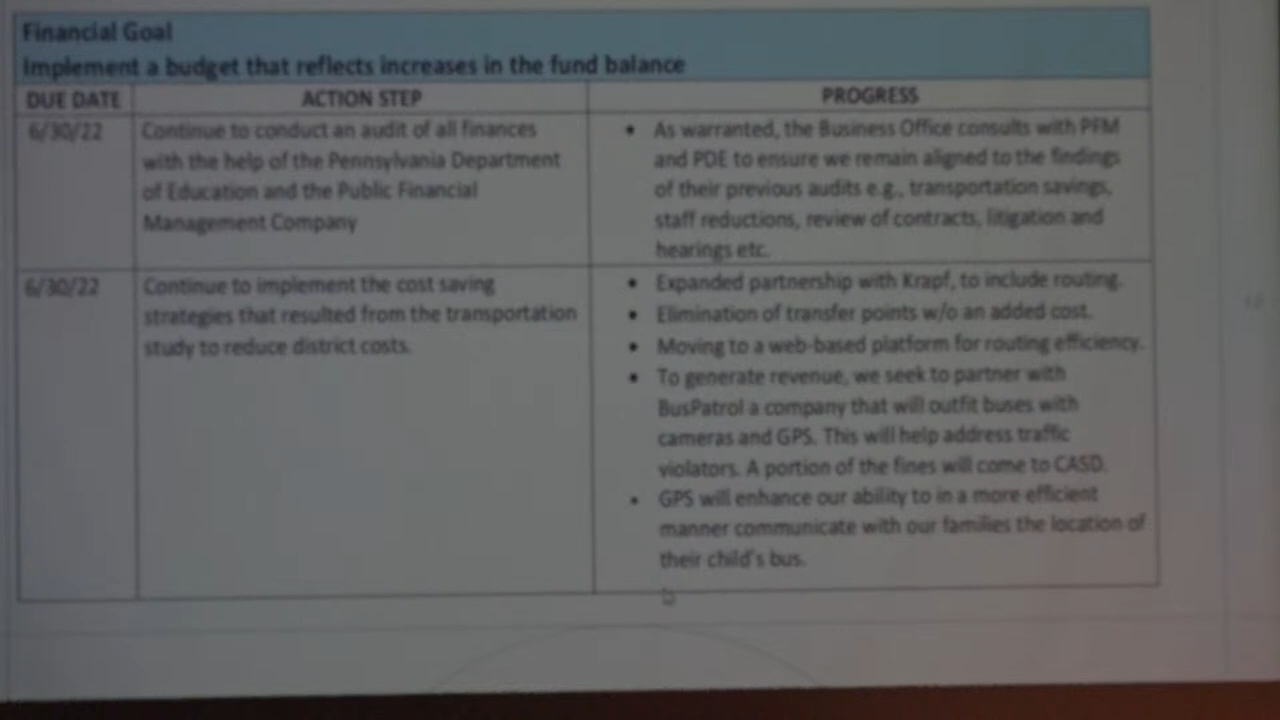 Financial Goal
Implement a budget that reflects increases in the fund balance
DUE DATE
ACTION STEP
PROGRESS
6/30/22
Continue to conduct an audit of all finances
with the help of the Pennsylvania Department
of Education and the Public Financial
Management Company
• As warranted, the Business Office consults with PFM
and PDE to ensure we remain aligned to the findings
of their previous audits e.g., transportation savings,
staff reductions, review of contracts, litigation and
hearings etc.
6/30/22
Continue to implement the cost saving
strategies that resulted from the transportation
study to reduce district costs.
• Expanded partnership with Krapf, to include routing.
• Elimination of transfer points w/o an added cost.
• Moving to a web-based platform for routing efficiency.
• To generate revenue, we seek to partner with
BusPatrol a company that will outfit buses with
cameras and GPS. This will help address traffic
violators. A portion of the fines will come to CASD.
• GPS will enhance our ability to in a more efficient
manner communicate with our families the location of
their child's bus.